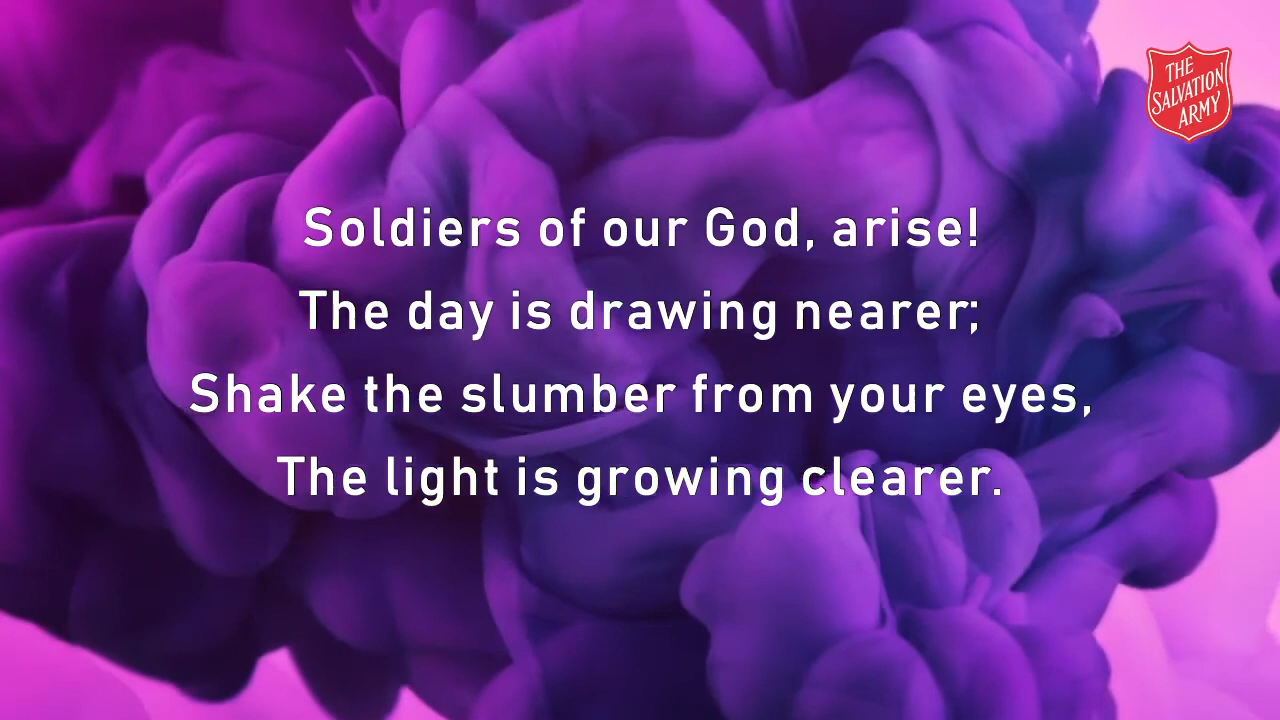 THE
SALVATION
ARMY
Soldiers of our God, arise!
The day is drawing nearer;
Shake the slumber from your eyes,
The light is growing clearer.